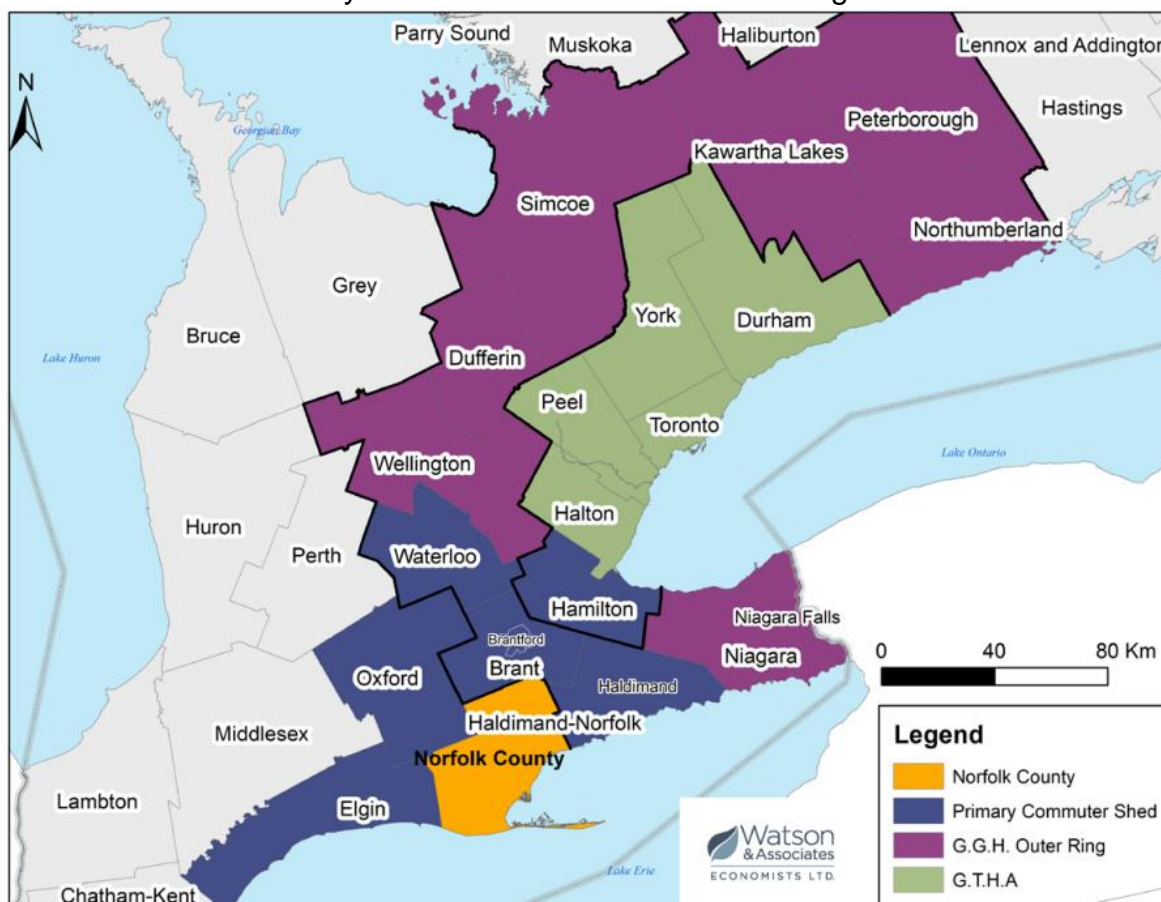 Parry Sound
Muskoka
Haliburton
Lennox and Addington
Hastings
N
Georgian Bay
Peterborough
Kawartha Lakes
Simcoe
Northumberland
Grey
York
Durham
Bruce
Lake Huron
Dufferin
Peel
Toronto
Wellington
Lake Ontario
Halton
Huron
Perth
Waterloo
Hamilton
Niagara Falls
Brantford
Niagara
0 40 80 Km
Oxford
Brant
Haldimand
Haldimand-Norfolk
Middlesex
Norfolk County
Lambton
Elgin
Chatham-Kent
Lake Erie
Watson
& Associates
ECONOMISTS LTD.
Legend
Norfolk County
Primary Commuter Shed
G.G.H. Outer Ring
G.T.H.A